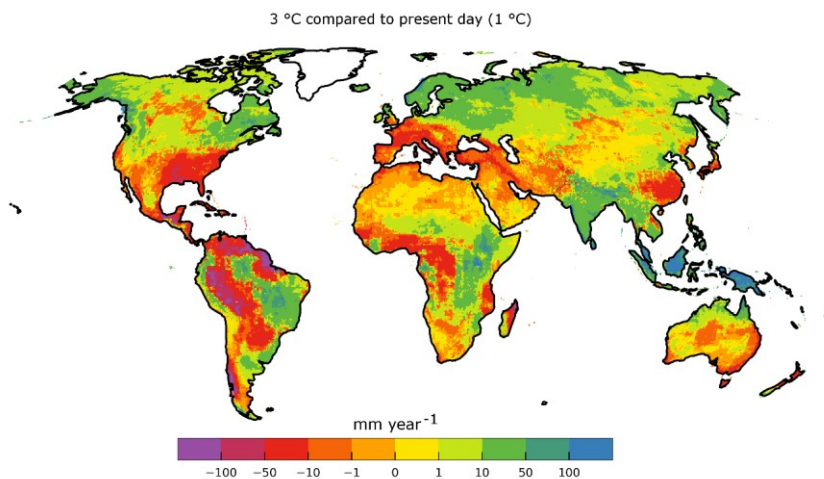 3 °C compared to present day (1 °C)
mm year⁻¹
−100 −50 −10 −1 0 1 10 50 100